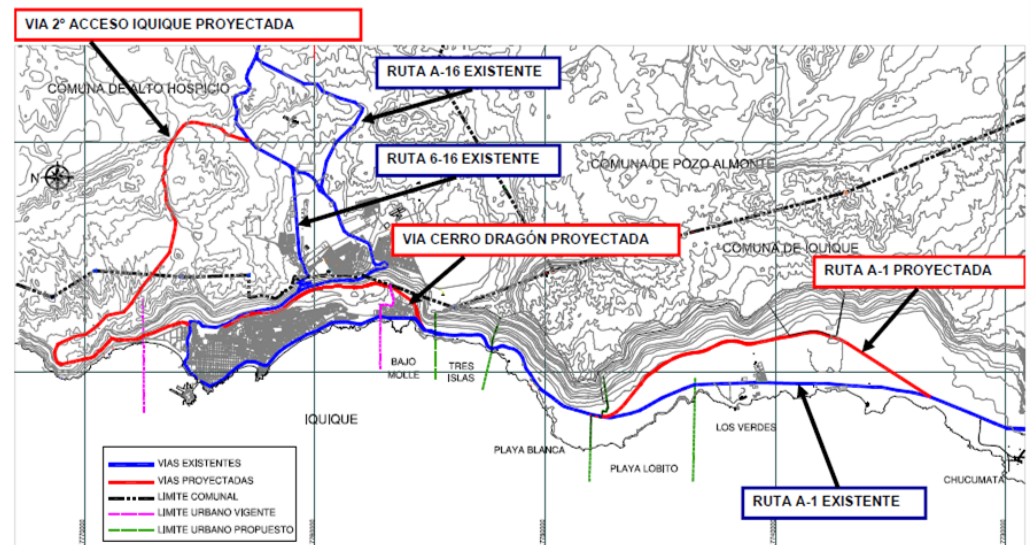 VIA 2º ACCESO IQUIQUE PROYECTADA
RUTA A-16 EXISTENTE
COMUNA DE ALTO HOSPICIO
RUTA 6-16 EXISTENTE
COMUNA DE POZO ALMONTE
N
VIA CERRO DRAGÓN PROYECTADA
COMUNA DE IQUIQUE
RUTA A-1 PROYECTADA
BAJO
MOLLE
TRES
ISLAS
IQUIQUE
LOS VERDES
PLAYA BLANCA
PLAYA LOBITO
CHUCUMATA
VIAS EXISTENTES
VIAS PROYECTADAS
LIMITE COMUNAL
LIMITE URBANO VIGENTE
LIMITE URBANO PROPUESTO
RUTA A-1 EXISTENTE